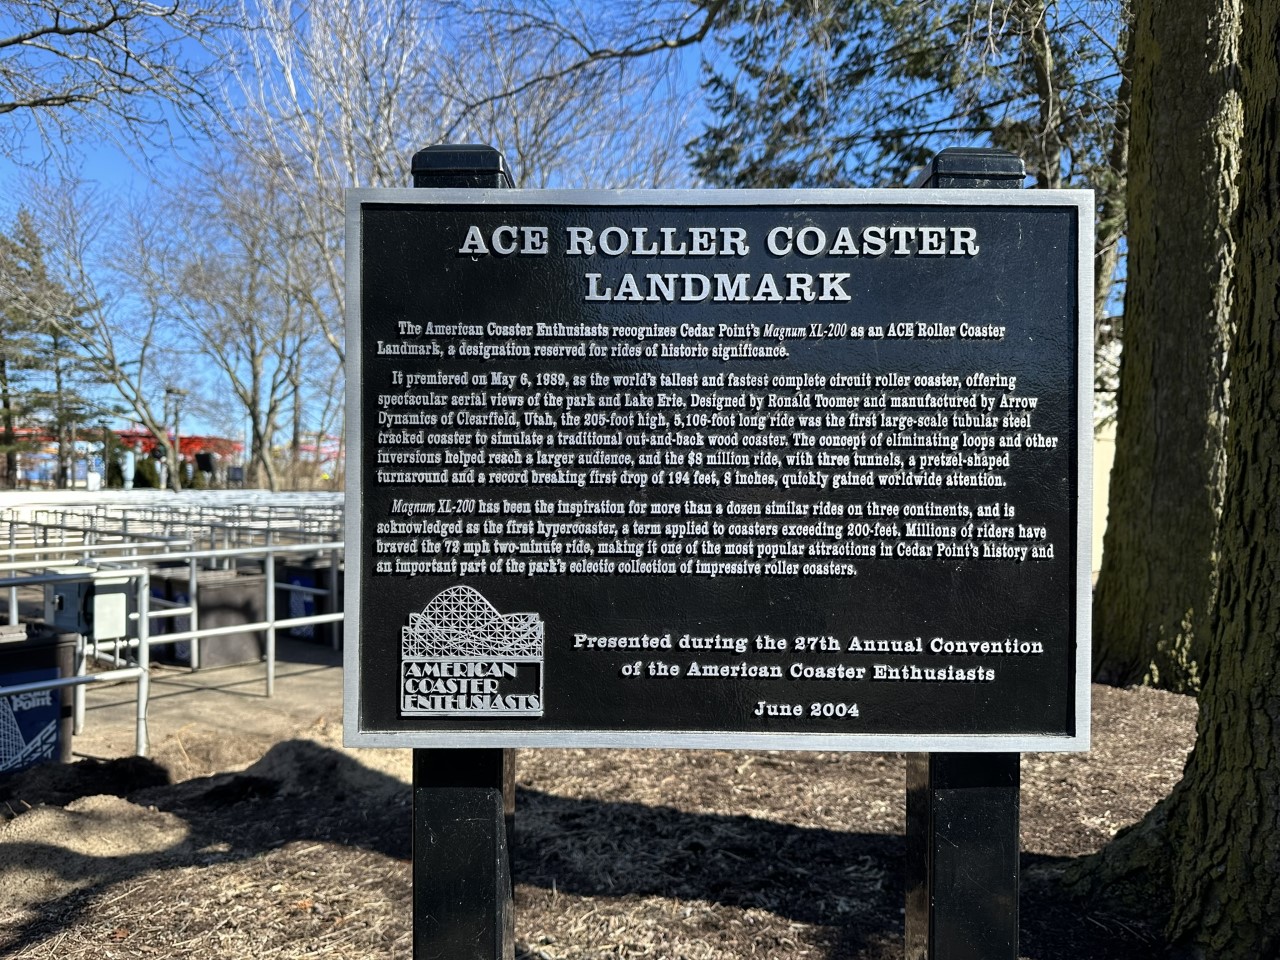 ACE ROLLER COASTER
LANDMARK
The American Coaster Enthusiasts recognizes Cedar Point's Magnum XL-200 as an ACE Roller Coaster
Landmark, a designation reserved for rides of historic significance.
It premiered on May 6, 1989, as the world's tallest and fastest complete circuit roller coaster, offering
spectacular aerial views of the park and Lake Erie. Designed by Ronald Toomer and manufactured by Arrow
Dynamics of Clearfield, Utah, the 205-foot high, 5,106-foot long ride was the first large-scale tubular steel
tracked coaster to simulate a traditional out-and-back wood coaster. The concept of eliminating loops and other
inversions helped reach a larger audience, and the $8 million ride, with three tunnels, a pretzel-shaped
turnaround and a record breaking first drop of 194 feet, 8 inches, quickly gained worldwide attention.
Magnum XL-200 has been the inspiration for more than a dozen similar rides on three continents, and is
acknowledged as the first hypercoaster, a term applied to coasters exceeding 200-feet. Millions of riders have
braved the 72 mph two-minute ride, making it one of the most popular attractions in Cedar Point's history and
an important part of the park's eclectic collection of impressive roller coasters.
AMERICAN
COASTER
ENTHUSIASTS
Presented during the 27th Annual Convention
of the American Coaster Enthusiasts
June 2004
Cedar
Point